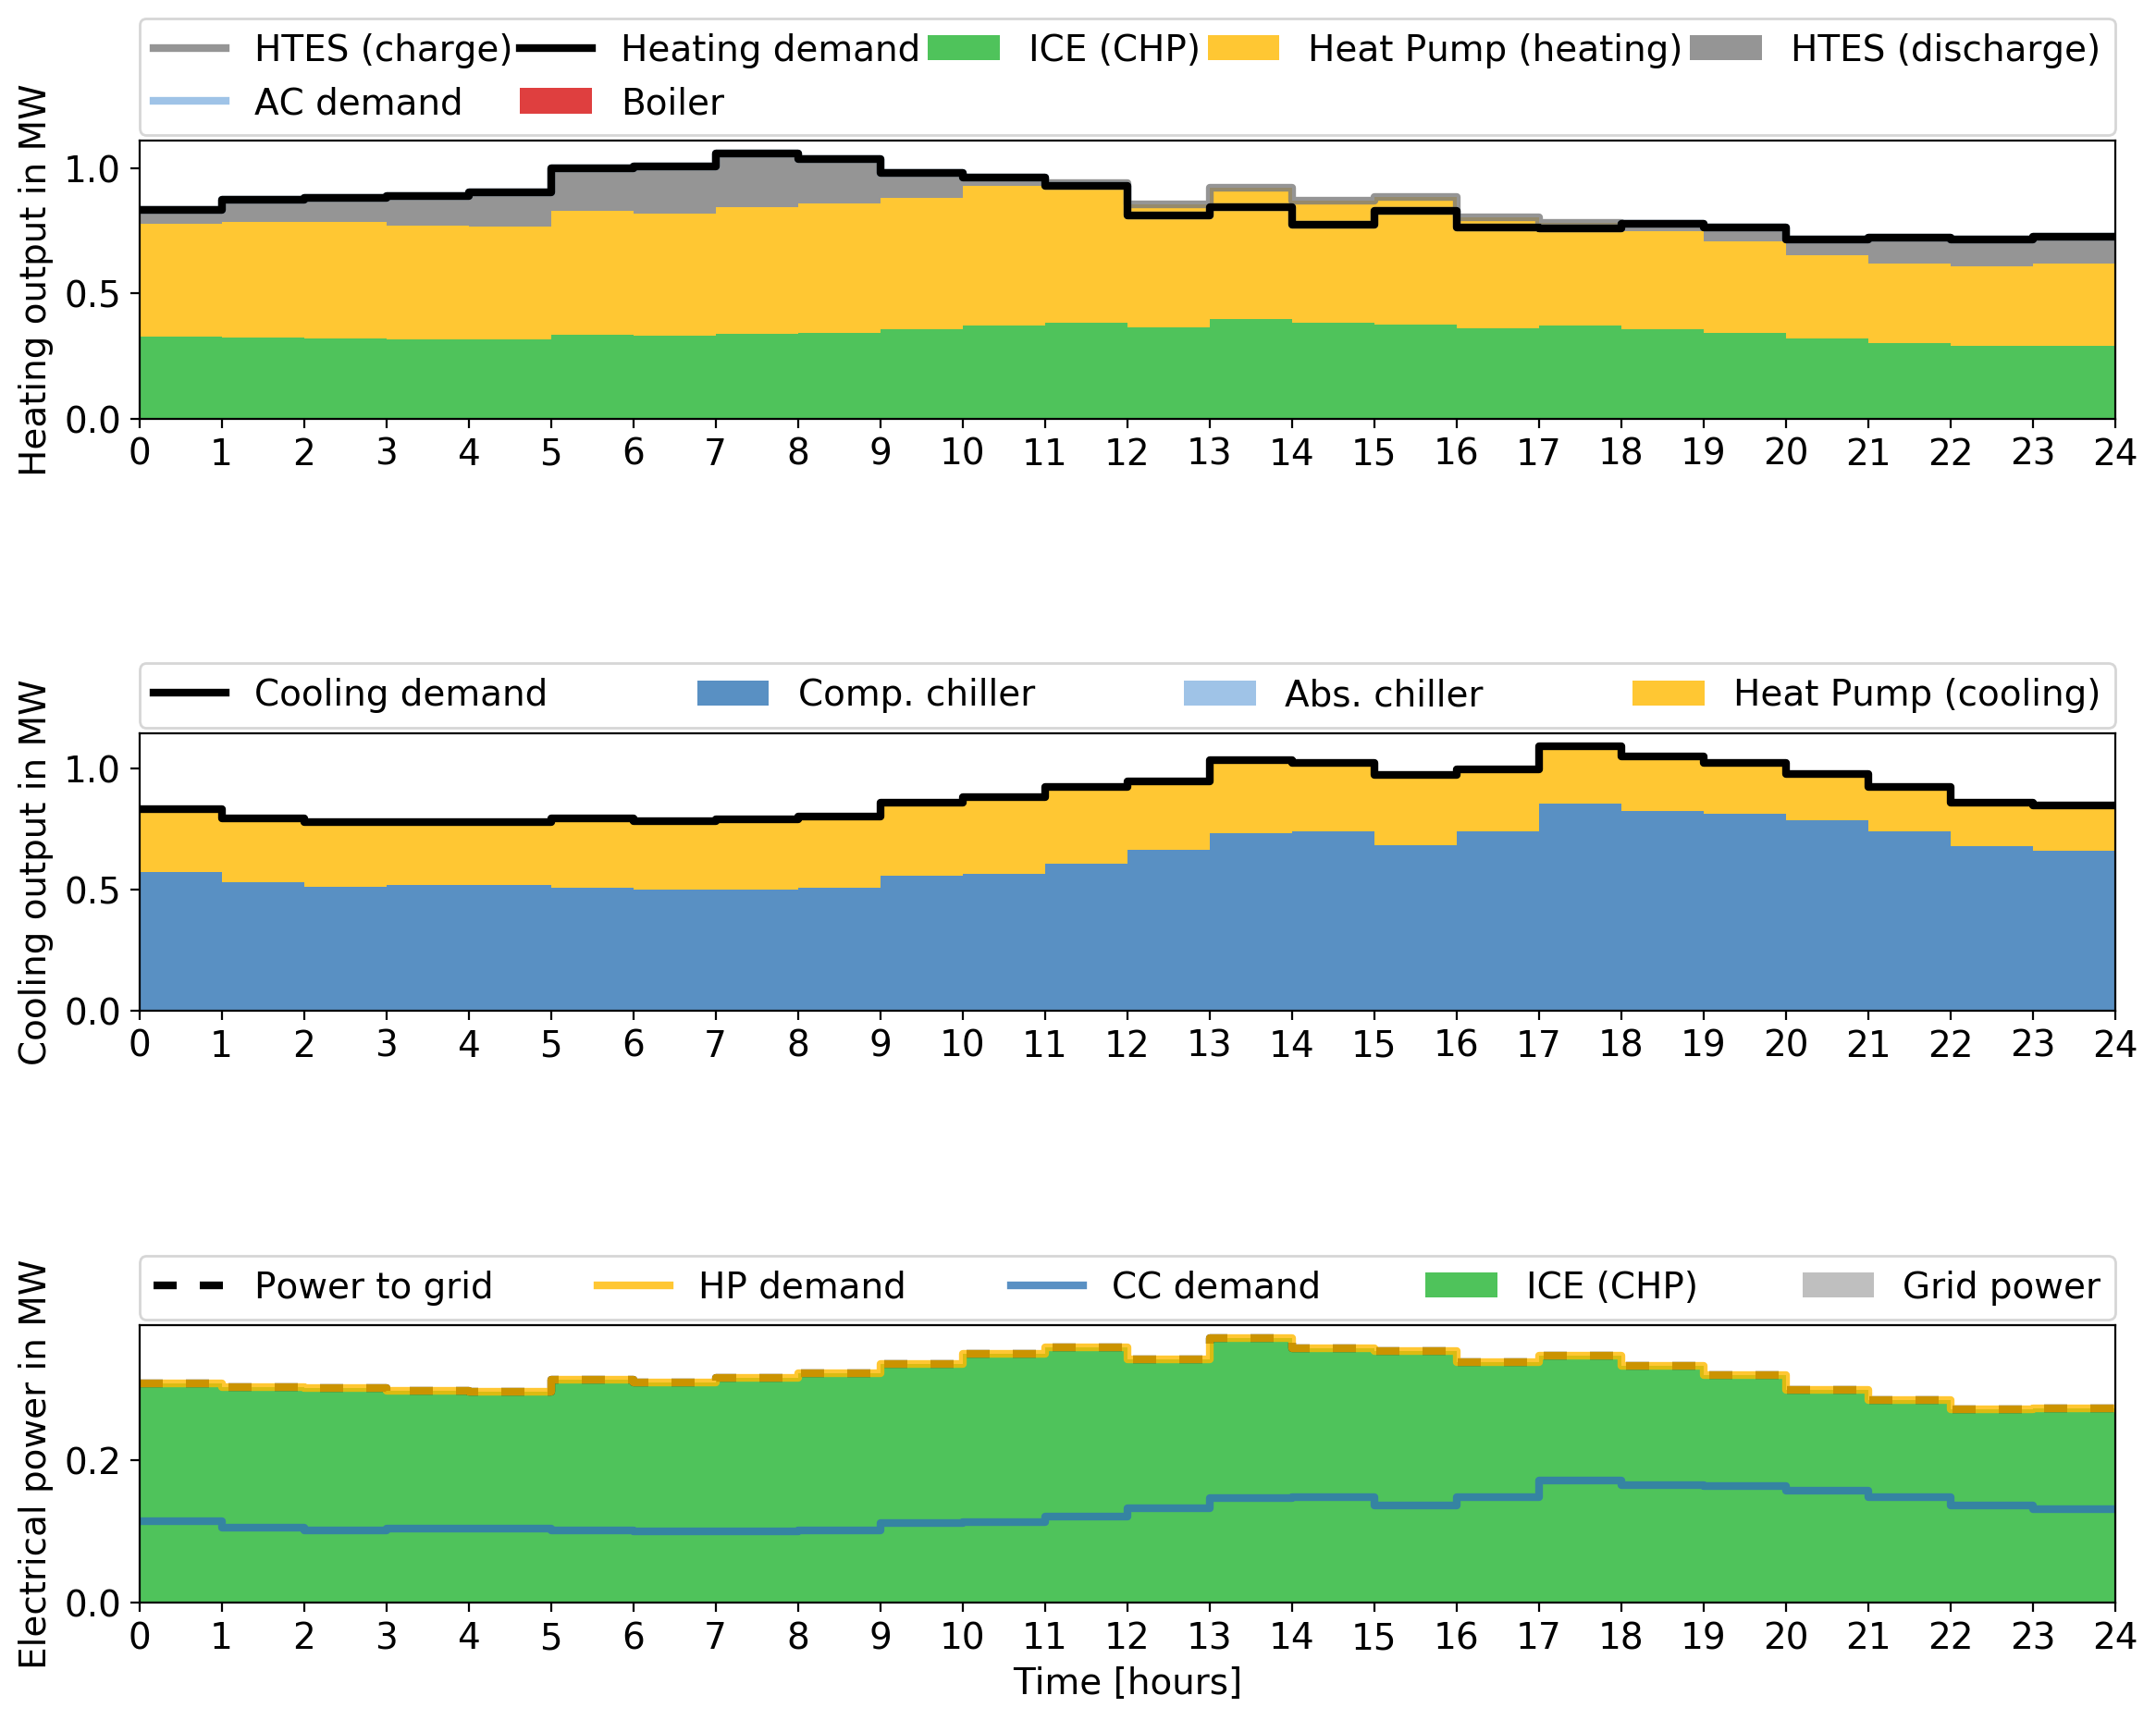 HTES (charge) Heating demand ICE (CHP) Heat Pump (heating) HTES (discharge)
AC demand Boiler
Heating output in MW
1.0
0.5
0.0
0 1 2 3 4 5 6 7 8 9 10 11 12 13 14 15 16 17 18 19 20 21 22 23 24
Cooling demand Comp. chiller Abs. chiller Heat Pump (cooling)
Cooling output in MW
1.0
0.5
0.0
0 1 2 3 4 5 6 7 8 9 10 11 12 13 14 15 16 17 18 19 20 21 22 23 24
Power to grid HP demand CC demand ICE (CHP) Grid power
Electrical power in MW
0.2
0.0
0 1 2 3 4 5 6 7 8 9 10 11 12 13 14 15 16 17 18 19 20 21 22 23 24
Time [hours]